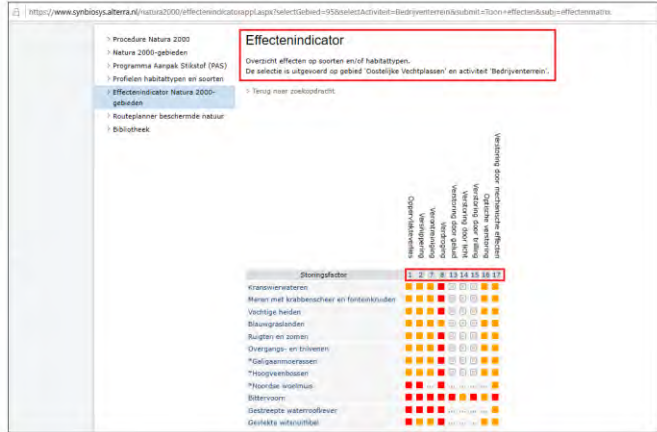 https://www.synbiosys.alterra.nl/natura2000/effectenindicatorappl.aspx?selectGebied=95&selectActiviteit=Bedrijventerrein&submit=Toon+effecten&subj=effectenmatrix
Procedure Natura 2000
Natura 2000-gebieden
Programma Aanpak Stikstof (PAS)
Profielen habitattypen en soorten
Effectenindicator Natura 2000-
gebieden
Routeplanner beschermde natuur
Bibliotheek
Effectenindicator
Overzicht effecten op soorten en/of habitattypen.
De selectie is uitgevoerd op gebied 'Oostelijke Vechtplassen' en activiteit 'Bedrijventerrein'.
Terug naar zoekopdracht
Oppervlakteverlies
Versnippering
Verontreiniging
Verdroging
Verstoring door geluid
Verstoring door licht
Verstoring door trilling
Optische verstoring
Verstoring door mechanische effecten
Storingsfactor 1 2 7 8 13 14 15 16 17
Kranswierwateren
Meren met krabbenscheer en fonteinkruiden
Vochtige heiden
Blauwgraslanden
Ruigten en zomen
Overgangs- en trilvenen
*Galigaanmoerassen
*Hoogveenbossen
*Noordse woelmuis
Bittervoorn
Gestreepte waterroofkever
Gevlekte witsnuitlibel